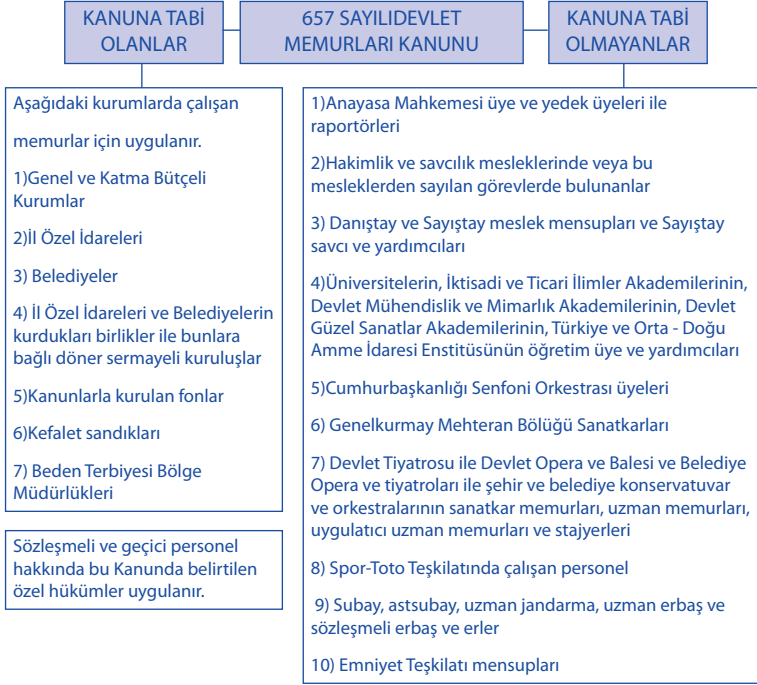 KANUNA TABİ
OLANLAR
657 SAYILIDEVLET
MEMURLARI KANUNU
KANUNA TABİ
OLMAYANLAR
Aşağıdaki kurumlarda çalışan
memurlar için uygulanır.
1)Genel ve Katma Bütçeli
Kurumlar
2)İl Özel İdareleri
3) Belediyeler
4) İl Özel İdareleri ve Belediyelerin
kurdukları birlikler ile bunlara
bağlı döner sermayeli kuruluşlar
5)Kanunlarla kurulan fonlar
6)Kefalet sandıkları
7) Beden Terbiyesi Bölge
Müdürlükleri
Sözleşmeli ve geçici personel
hakkında bu Kanunda belirtilen
özel hükümler uygulanır.
1)Anayasa Mahkemesi üye ve yedek üyeleri ile
raportörleri
2)Hakimlik ve savcılık mesleklerinde veya bu
mesleklerden sayılan görevlerde bulunanlar
3) Danıştay ve Sayıştay meslek mensupları ve Sayıştay
savcı ve yardımcıları
4)Üniversitelerin, İktisadi ve Ticari İlimler Akademilerinin,
Devlet Mühendislik ve Mimarlık Akademilerinin, Devlet
Güzel Sanatlar Akademilerinin, Türkiye ve Orta - Doğu
Amme İdaresi Enstitüsünün öğretim üye ve yardımcıları
5)Cumhurbaşkanlığı Senfoni Orkestrası üyeleri
6) Genelkurmay Mehteran Bölüğü Sanatkarları
7) Devlet Tiyatrosu ile Devlet Opera ve Balesi ve Belediye
Opera ve tiyatroları ile şehir ve belediye konservatuvar
ve orkestralarının sanatkar memurları, uzman memurları,
uygulatıcı uzman memurları ve stajyerleri
8) Spor-Toto Teşkilatında çalışan personel
9) Subay, astsubay, uzman jandarma, uzman erbaş ve
sözleşmeli erbaş ve erler
10) Emniyet Teşkilatı mensupları